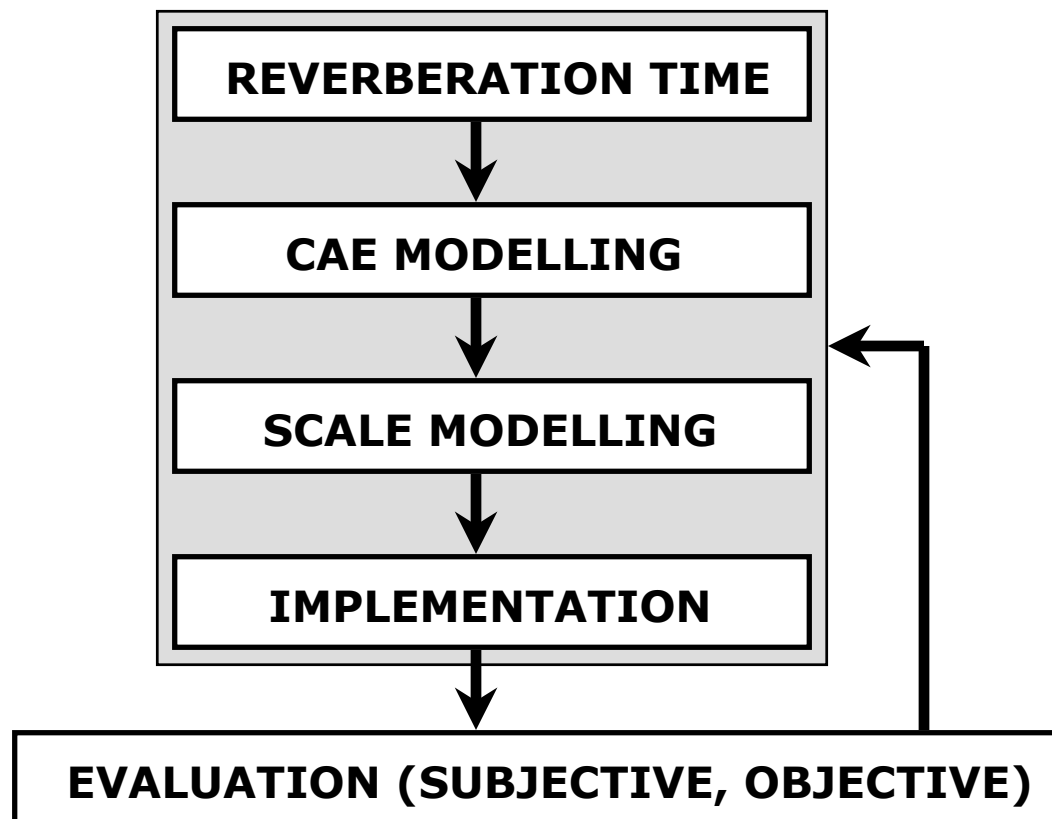 REVERBERATION TIME
CAE MODELLING
SCALE MODELLING
IMPLEMENTATION
EVALUATION (SUBJECTIVE, OBJECTIVE)